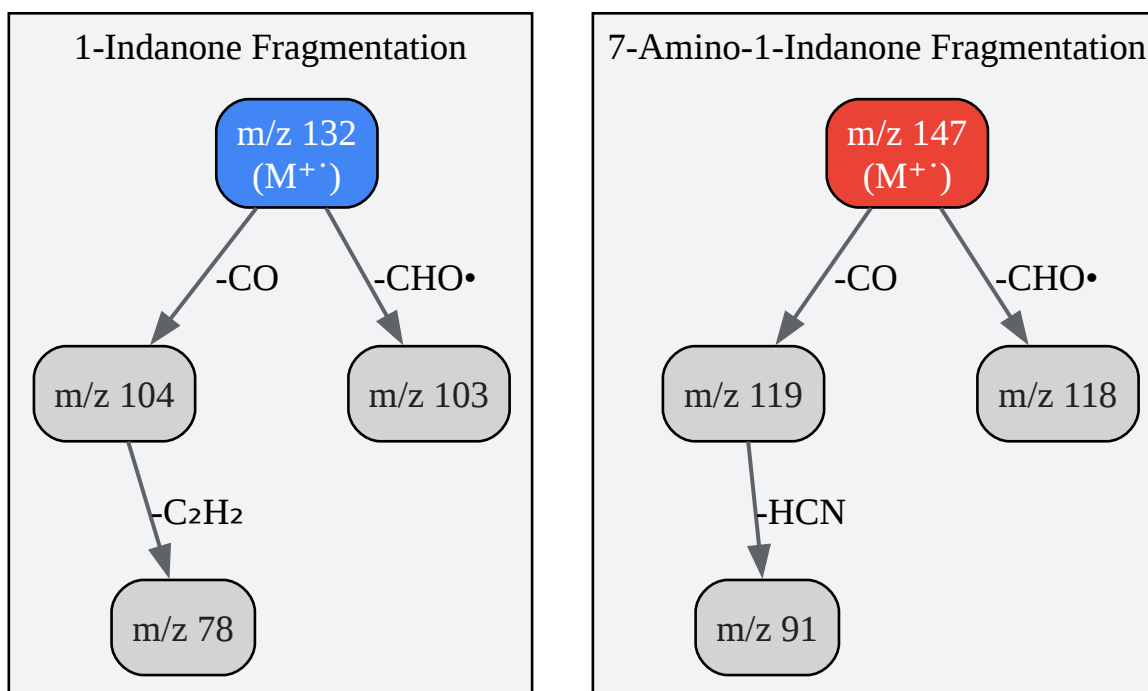 1-Indanone Fragmentation
m/z 132
(M⁺˙)
-CO
-CHO•
m/z 104
m/z 103
-C₂H₂
m/z 78
7-Amino-1-Indanone Fragmentation
m/z 147
(M⁺˙)
-CO
-CHO•
m/z 119
m/z 118
-HCN
m/z 91